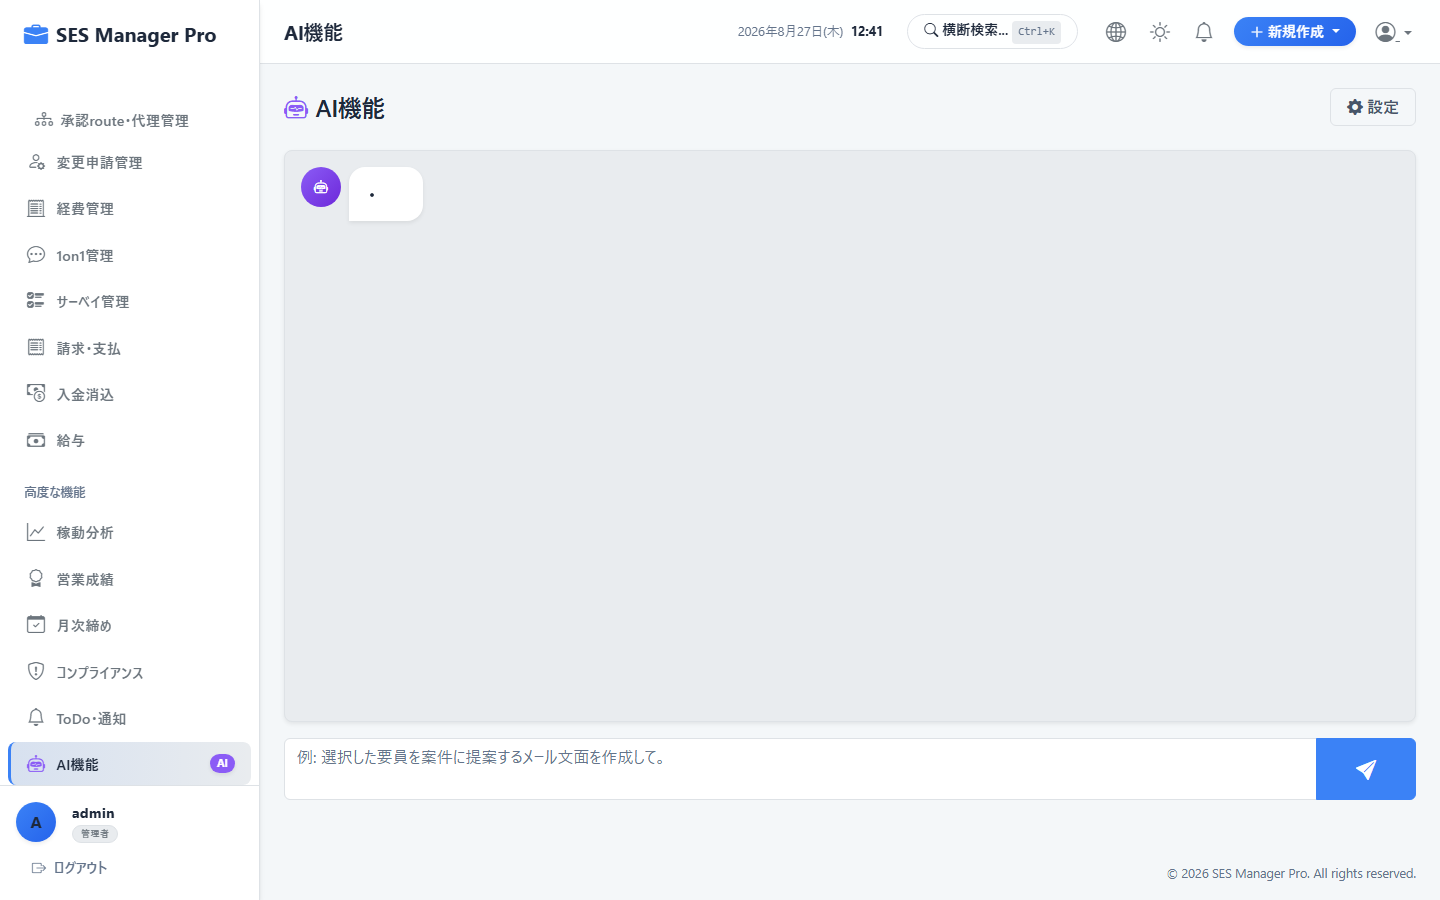 SES Manager Pro
承認route・代理管理
変更申請管理
経費管理
1on1管理
サーベイ管理
請求・支払
入金消込
給与
高度な機能
稼動分析
営業成績
月次締め
コンプライアンス
ToDo・通知
AI機能 AI
A admin
管理者
ログアウト
AI機能
2026年8月27日(木) 12:41
横断検索... Ctrl+K
新規作成
AI機能
設定
例: 選択した要員を案件に提案するメール文面を作成して。
© 2026 SES Manager Pro. All rights reserved.